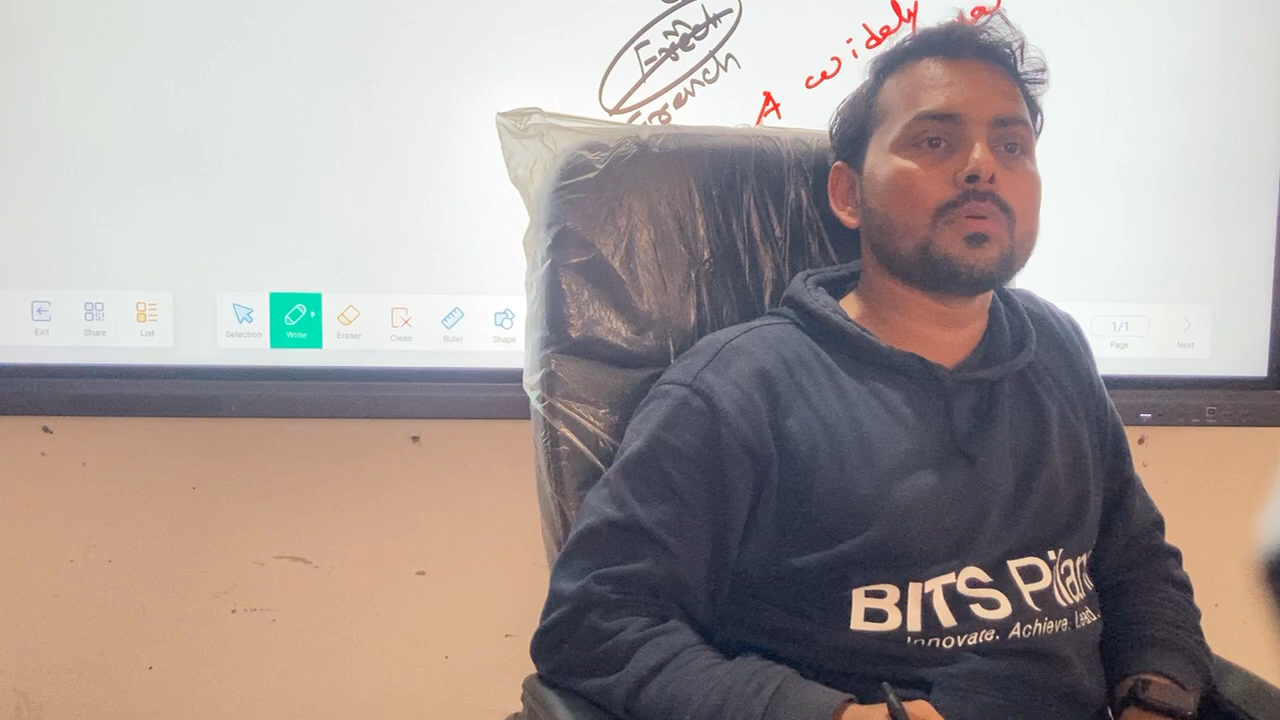 French
A widely
Exit
Share
List
Selection
Write
Eraser
Clean
Ruler
Shape
1/1
Page
Next
BITS Pilani
Innovate. Achieve. Lead.